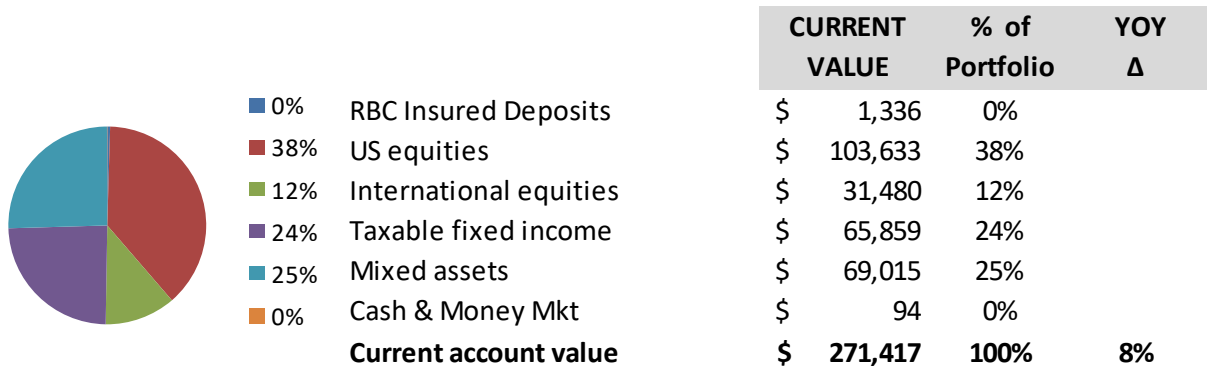 CURRENT % of YOY
VALUE Portfolio Δ
0% RBC Insured Deposits $ 1,336 0%
38% US equities $ 103,633 38%
12% International equities $ 31,480 12%
24% Taxable fixed income $ 65,859 24%
25% Mixed assets $ 69,015 25%
0% Cash & Money Mkt $ 94 0%
Current account value $ 271,417 100% 8%